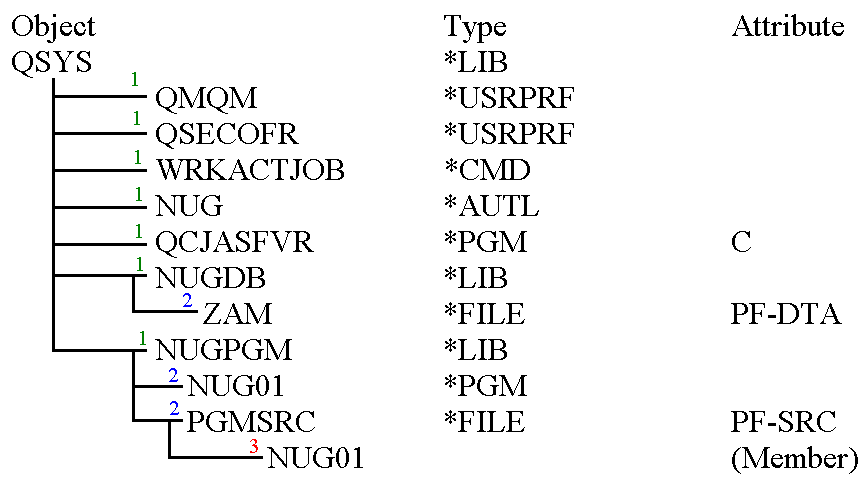 Object Type Attribute
QSYS *LIB
1 QMQM *USRPRF
1 QSECOFR *USRPRF
1 WRKACTJOB *CMD
1 NUG *AUTL
1 QCJASFVR *PGM C
1 NUGDB *LIB
2 ZAM *FILE PF-DTA
1 NUGPGM *LIB
2 NUG01 *PGM
2 PGMSRC *FILE PF-SRC
3 NUG01 (Member)